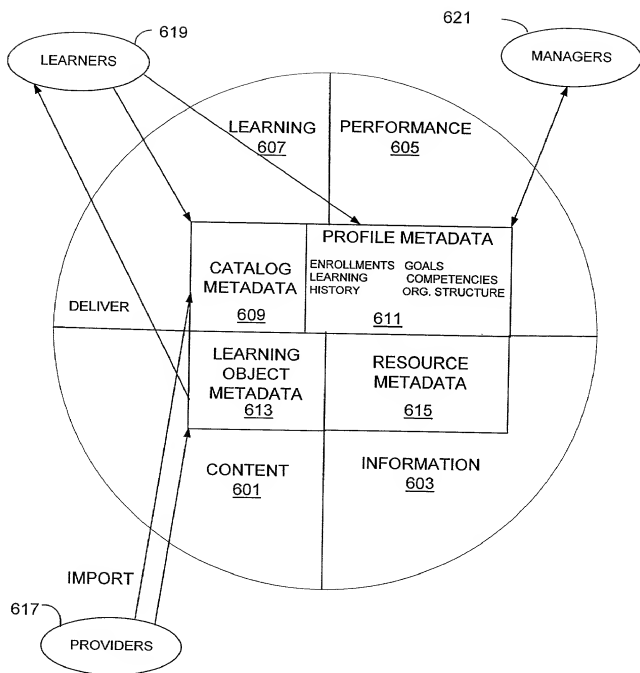 619
621
LEARNERS
MANAGERS
LEARNING
607
PERFORMANCE
605
PROFILE METADATA
ENROLLMENTS
LEARNING
HISTORY
GOALS
COMPETENCIES
ORG. STRUCTURE
611
CATALOG
METADATA
609
DELIVER
LEARNING
OBJECT
METADATA
613
RESOURCE
METADATA
615
CONTENT
601
INFORMATION
603
IMPORT
617
PROVIDERS